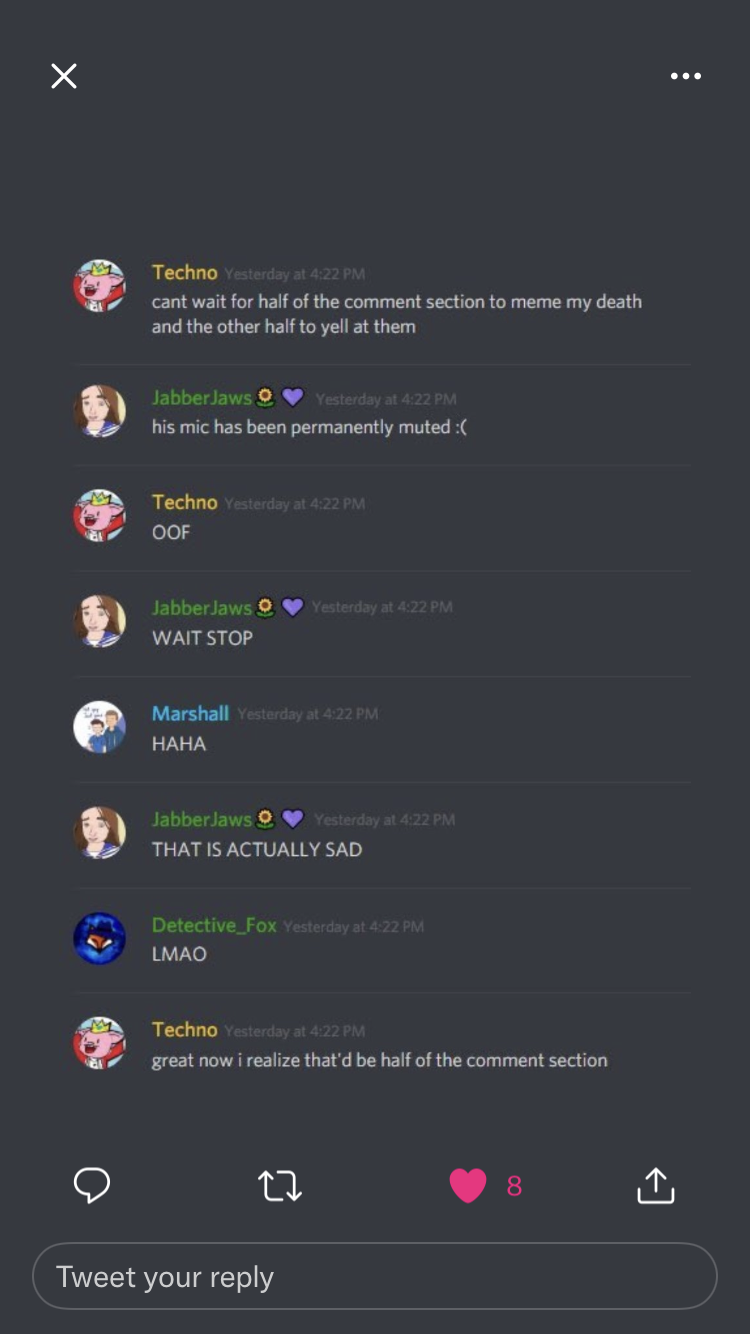 Techno Yesterday at 4:22 PM
cant wait for half of the comment section to meme my death
and the other half to yell at them
JabberJaws🌻💜 Yesterday at 4:22 PM
his mic has been permanently muted :(
Techno Yesterday at 4:22 PM
OOF
JabberJaws🌻💜 Yesterday at 4:22 PM
WAIT STOP
Marshall Yesterday at 4:22 PM
HAHA
JabberJaws🌻💜 Yesterday at 4:22 PM
THAT IS ACTUALLY SAD
Detective_Fox Yesterday at 4:22 PM
LMAO
Techno Yesterday at 4:22 PM
great now i realize that'd be half of the comment section
8
Tweet your reply